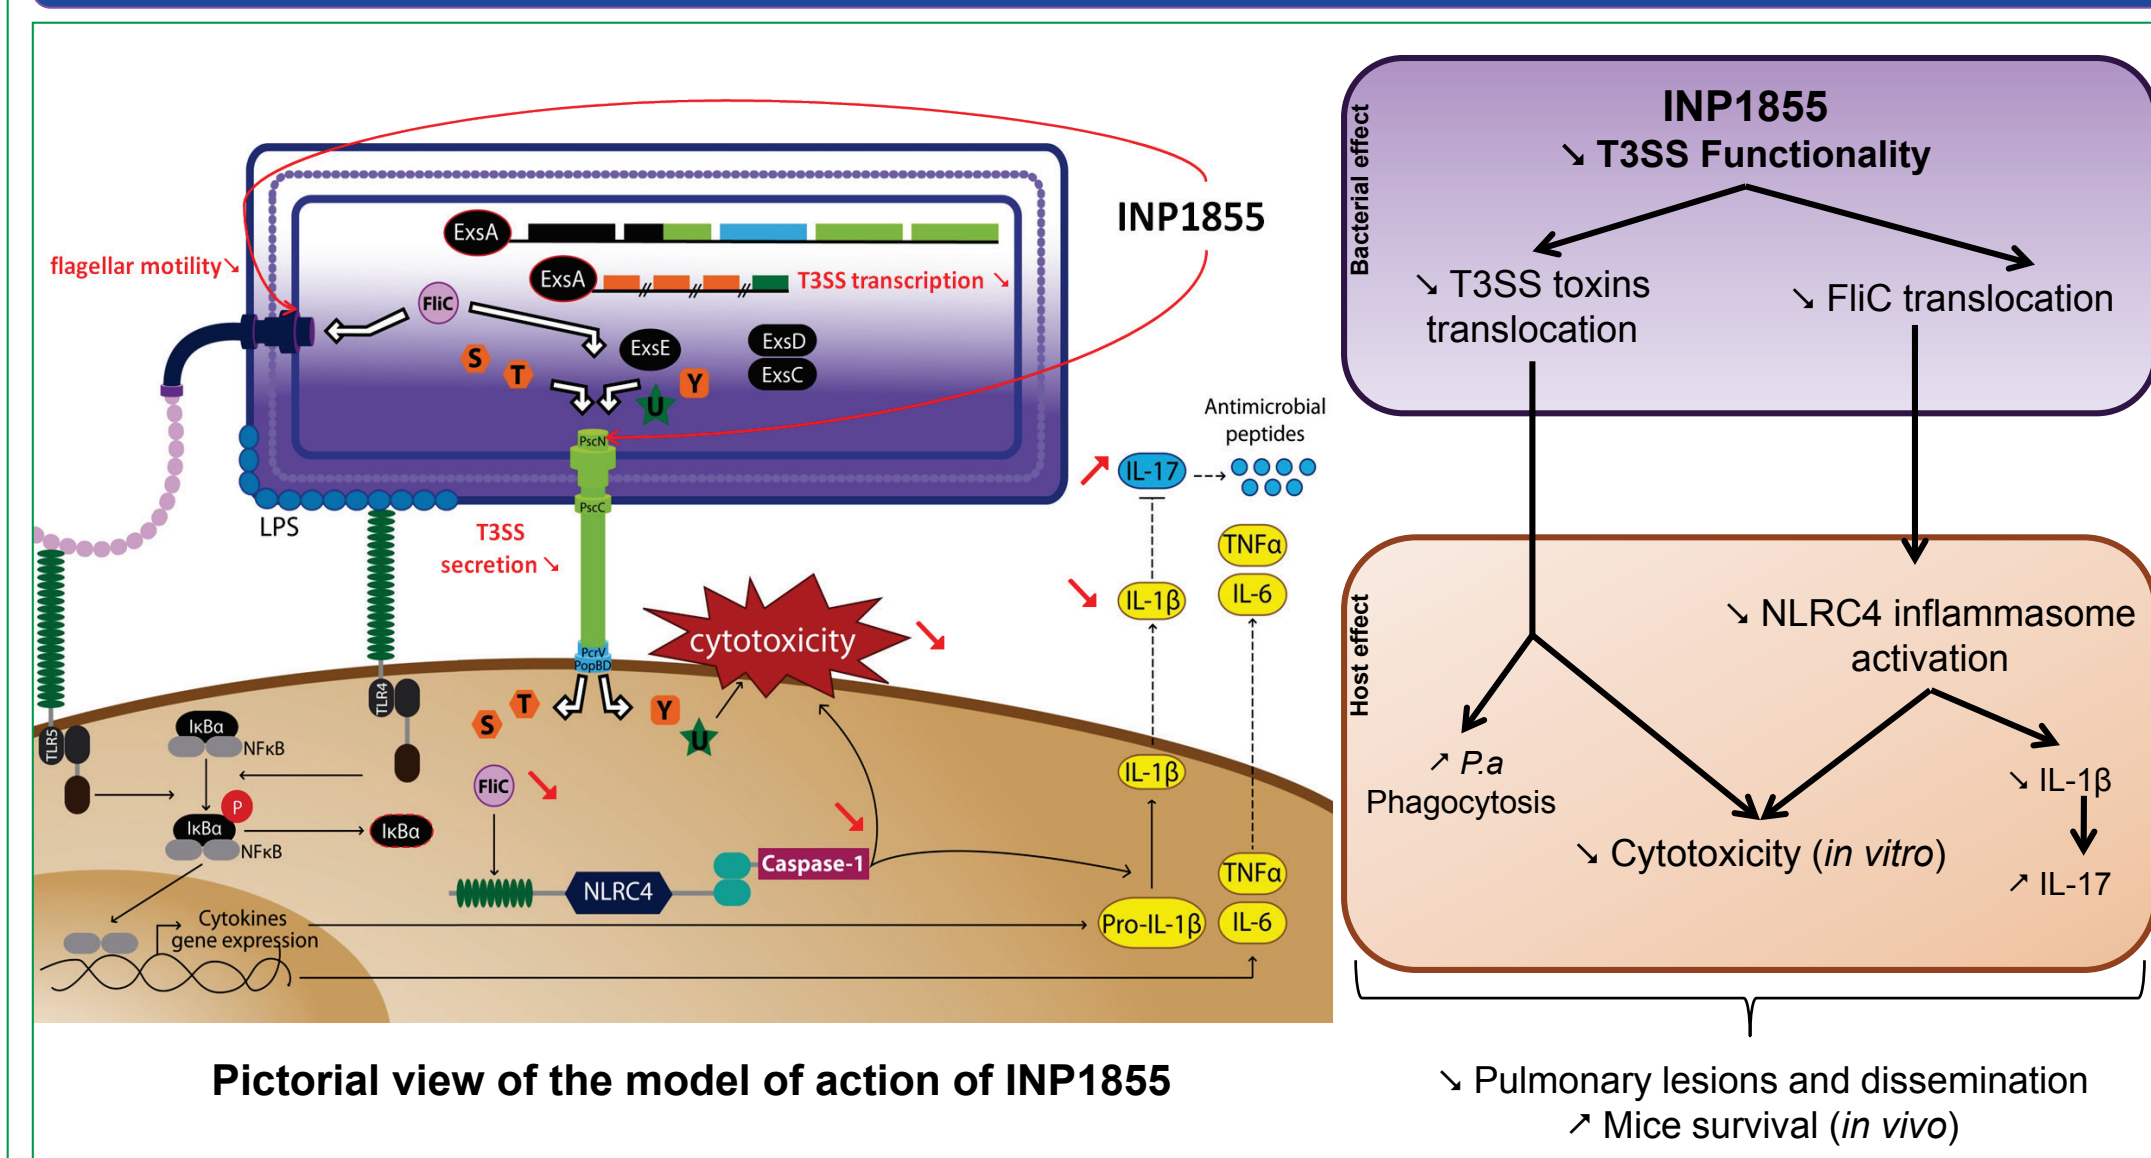 INP1855
flagellar motility↘
ExsA
ExsA
T3SS transcription ↘
FliC
ExsE
ExsD
ExsC
S
T
Y
U
PscN
PscC
LPS
T3SS
secretion ↘
PcrV
PopBD
cytotoxicity
Antimicrobial
peptides
IL-17
TNFα
IL-1β
IL-6
TLR5
TLR4
IκBα
NFκB
P
IκBα
NFκB
IκBα
S
T
Y
U
FliC
NLRC4
Caspase-1
IL-1β
Pro-IL-1β
TNFα
IL-6
Cytokines
gene expression
Pictorial view of the model of action of INP1855
Bacterial effect
INP1855
↘ T3SS Functionality
↘ T3SS toxins
translocation
↘ FliC translocation
Host effect
↘ NLRC4 inflammasome
activation
↗ P.a
Phagocytosis
↘ Cytotoxicity (in vitro)
↘ IL-1β
↗ IL-17
↘ Pulmonary lesions and dissemination
↗ Mice survival (in vivo)